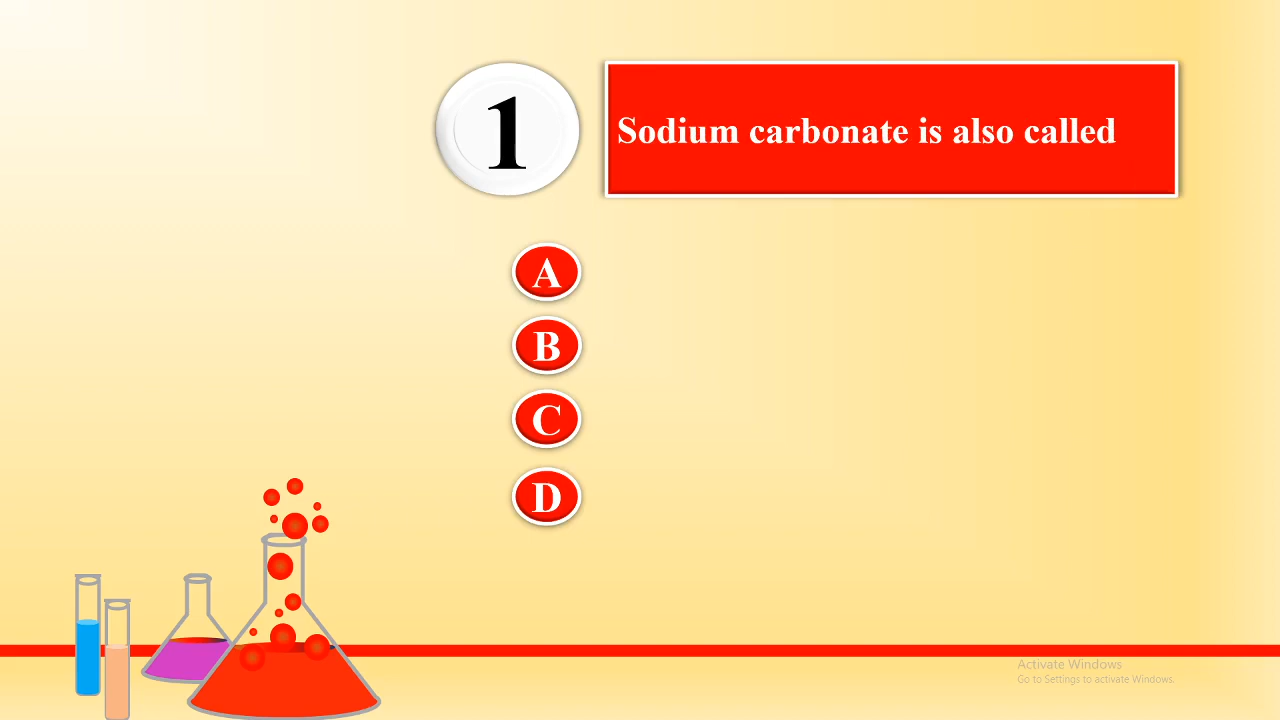 1
Sodium carbonate is also called
A
B
C
D
Activate Windows
Go to Settings to activate Windows.